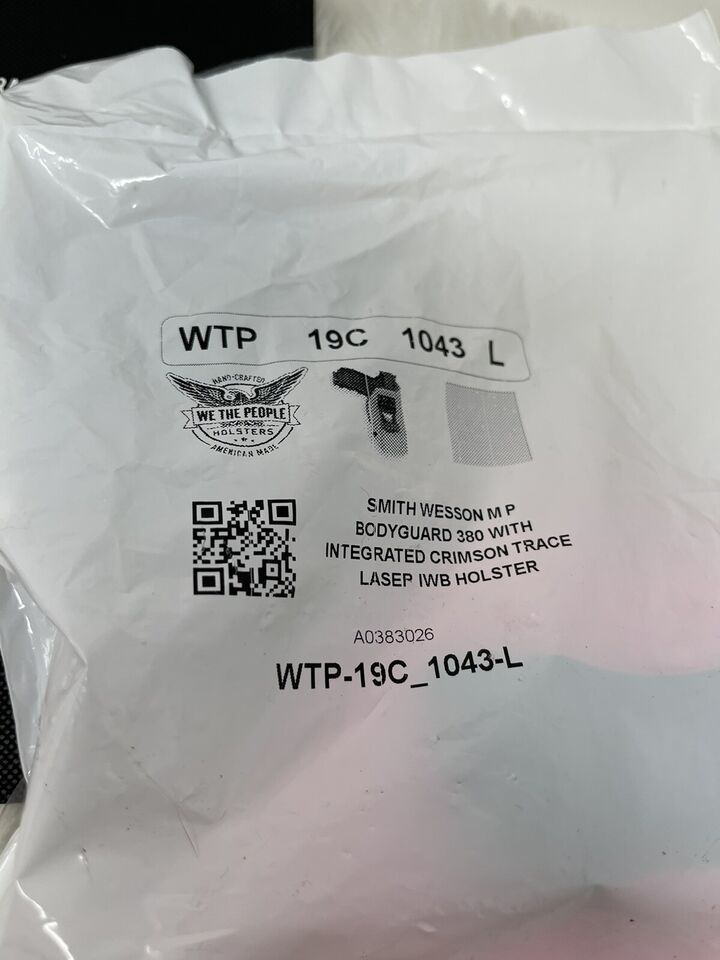 WTP 19C 1043 L
HAND-CRAFTED
WE THE PEOPLE
HOLSTERS
AMERICAN MADE
SMITH WESSON M P
BODYGUARD 380 WITH
INTEGRATED CRIMSON TRACE
LASEP IWB HOLSTER
A0383026
WTP-19C_1043-L